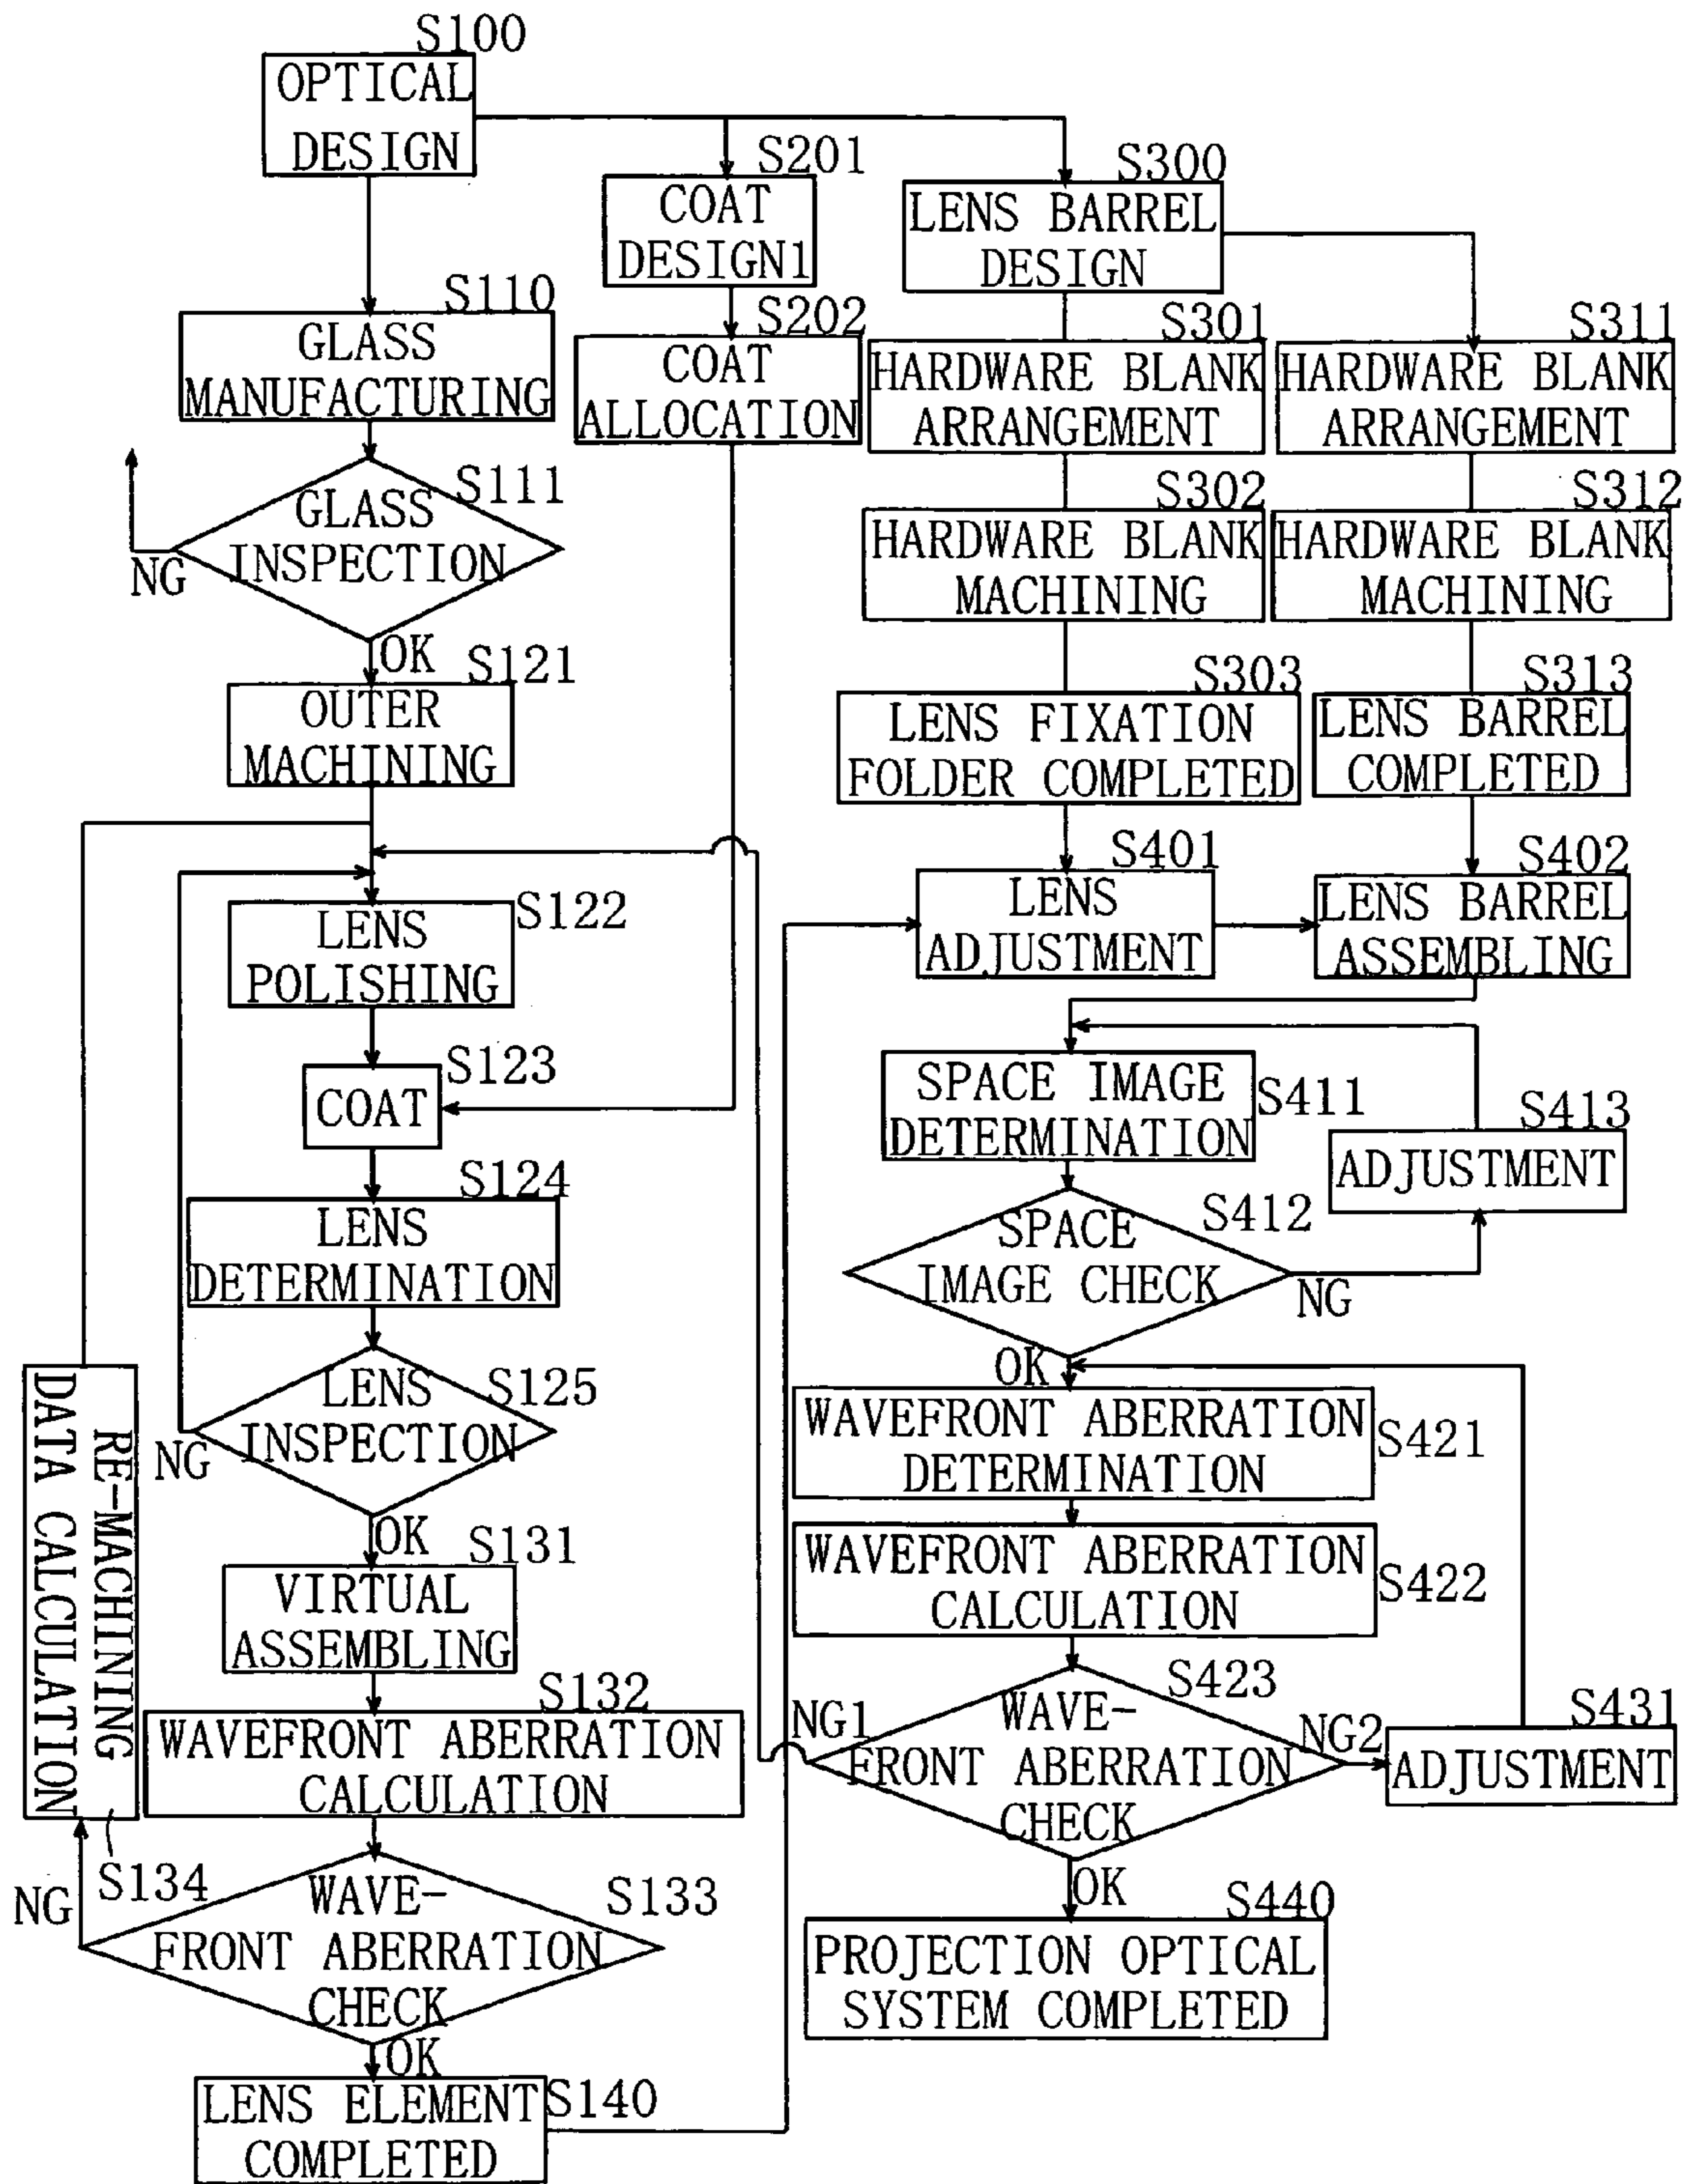 S100
OPTICAL
DESIGN
S201
COAT
DESIGN1
S300
LENS BARREL
DESIGN
S110
GLASS
MANUFACTURING
S202
COAT
ALLOCATION
S301
HARDWARE BLANK
ARRANGEMENT
S311
HARDWARE BLANK
ARRANGEMENT
S111
GLASS
INSPECTION
NG
OK
S302
HARDWARE BLANK
MACHINING
S312
HARDWARE BLANK
MACHINING
S121
OUTER
MACHINING
S303
LENS FIXATION
FOLDER COMPLETED
S313
LENS BARREL
COMPLETED
S122
LENS
POLISHING
S401
LENS
ADJUSTMENT
S402
LENS BARREL
ASSEMBLING
S123
COAT
S124
LENS
DETERMINATION
S125
LENS
INSPECTION
NG
OK
S131
VIRTUAL
ASSEMBLING
S132
WAVEFRONT ABERRATION
CALCULATION
S133
WAVE-
FRONT ABERRATION
CHECK
NG
OK
S134
RE-MACHINING
DATA CALCULATION
S140
LENS ELEMENT
COMPLETED
SPACE IMAGE
DETERMINATION
S411
S413
ADJUSTMENT
S412
SPACE
IMAGE CHECK
NG
OK
WAVEFRONT ABERRATION
DETERMINATION
S421
WAVEFRONT ABERRATION
CALCULATION
S422
S423
WAVE-
FRONT ABERRATION
CHECK
NG1
NG2
S431
ADJUSTMENT
OK
S440
PROJECTION OPTICAL
SYSTEM COMPLETED